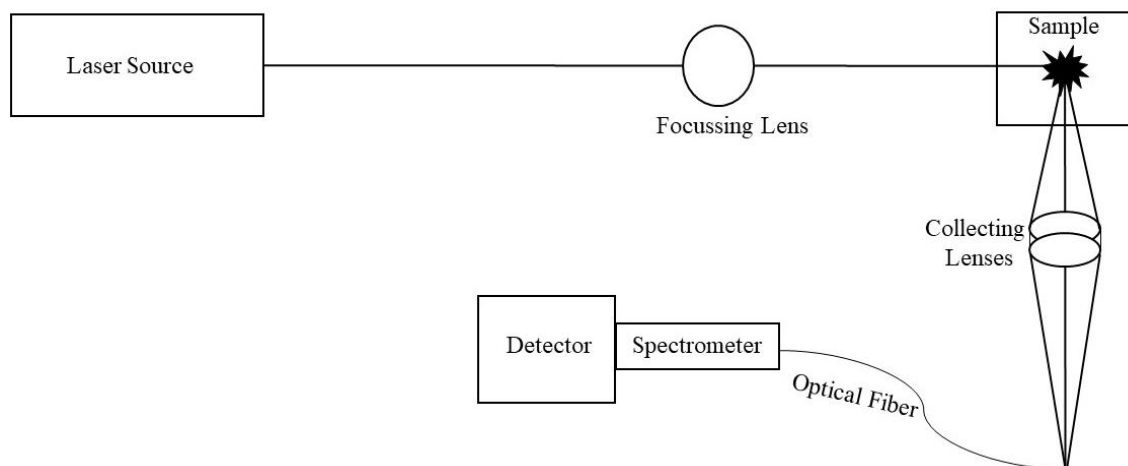 Sample
Laser Source
Focussing Lens
Collecting
Lenses
Detector
Spectrometer
Optical Fiber